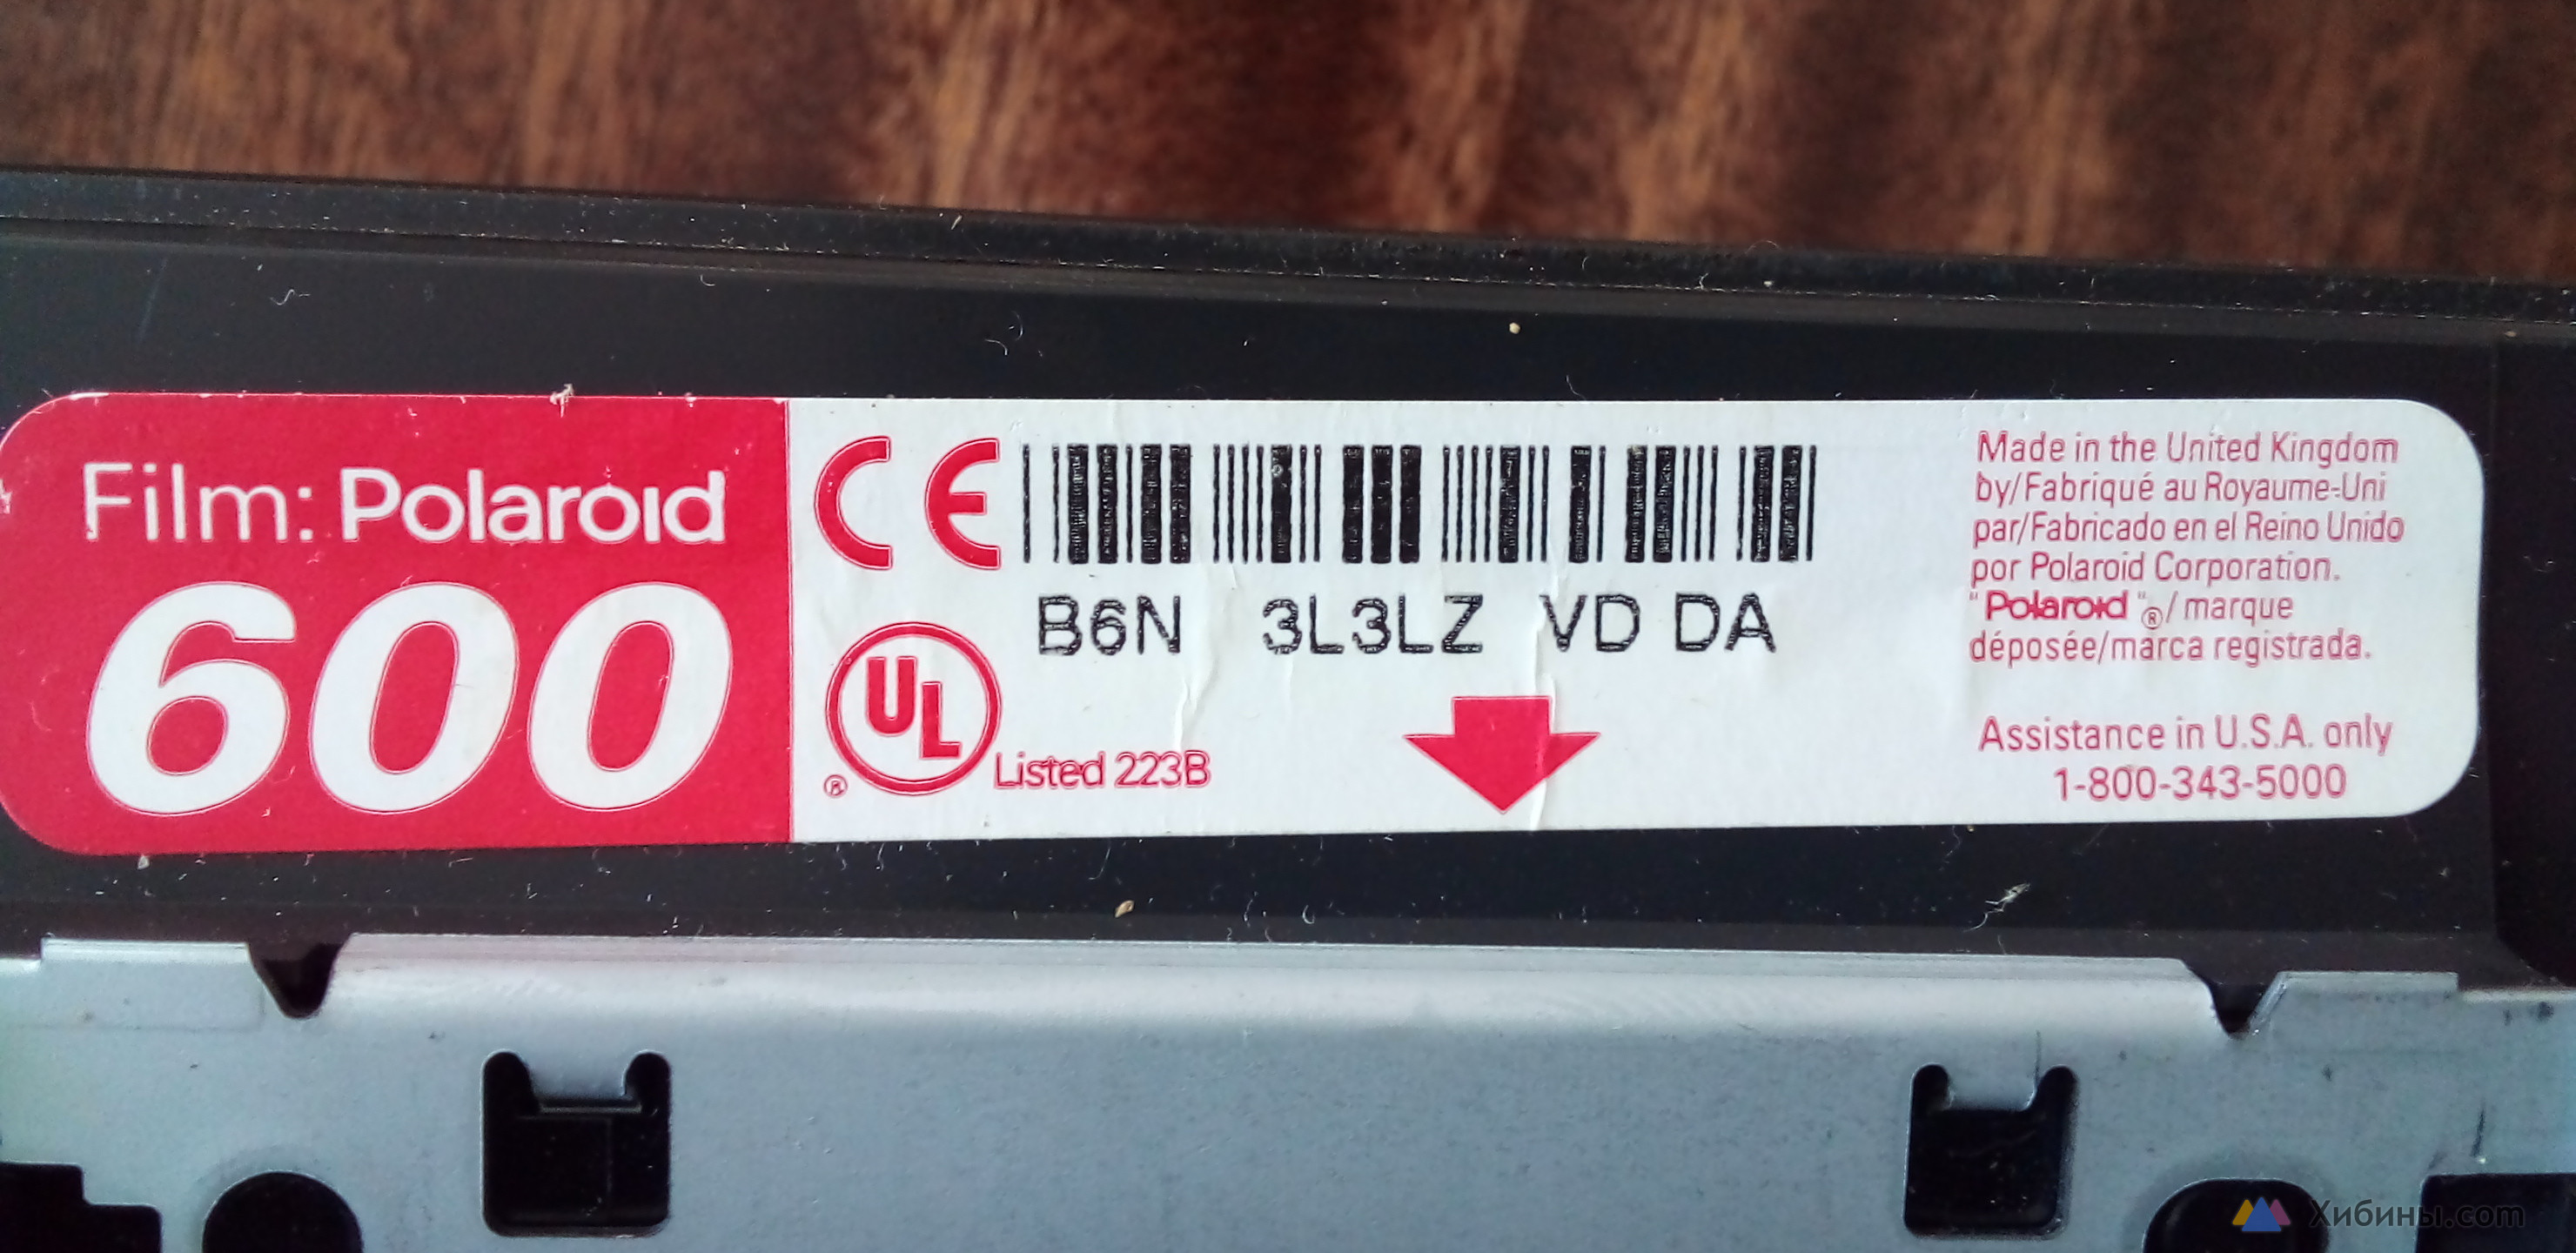 Film: Polaroid
600
CE
B6N 3L3LZ VD DA
UL
®
Listed 223B
Made in the United Kingdom
by/Fabriqué au Royaume-Uni
par/Fabricado en el Reino Unido
por Polaroid Corporation.
"Polaroid"®/marque
déposée/marca registrada.
Assistance in U.S.A. only
1-800-343-5000
Хибины.com